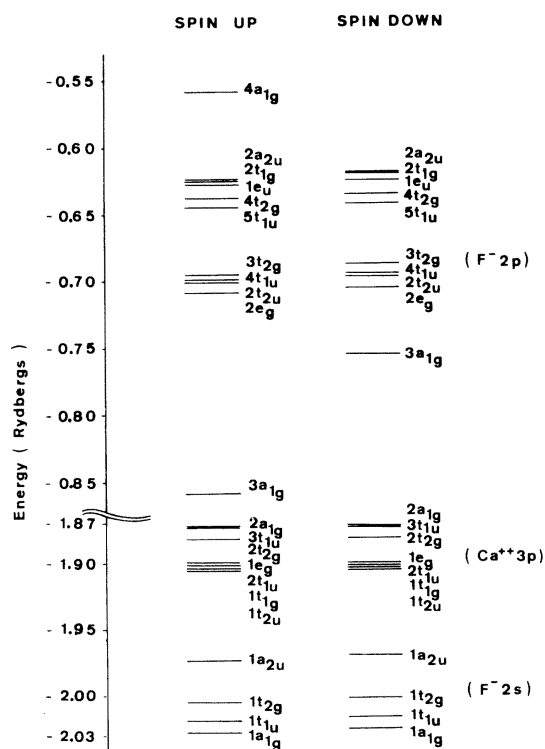 SPIN UP
SPIN DOWN
Energy ( Rydbergs )
- 0.55
- 0.60
- 0.65
- 0.70
- 0.75
- 0.80
- 0.85
- 1.87
- 1.90
- 1.95
- 2.00
- 2.03
4a1g
2a2u
2t1g
1eu
4t2g
5t1u
3t2g
4t1u
2t2u
2eg
3a1g
2a1g
3t1u
2t2g
1eg
2t1u
1t1g
1t2u
1a2u
1t2g
1t1u
1a1g
2a2u
2t1g
1eu
4t2g
5t1u
3t2g
4t1u
2t2u
2eg
3a1g
2a1g
3t1u
2t2g
1eg
2t1u
1t1g
1t2u
1a2u
1t2g
1t1u
1a1g
( F⁻ 2p )
( Ca⁺⁺ 3p )
( F⁻ 2s )